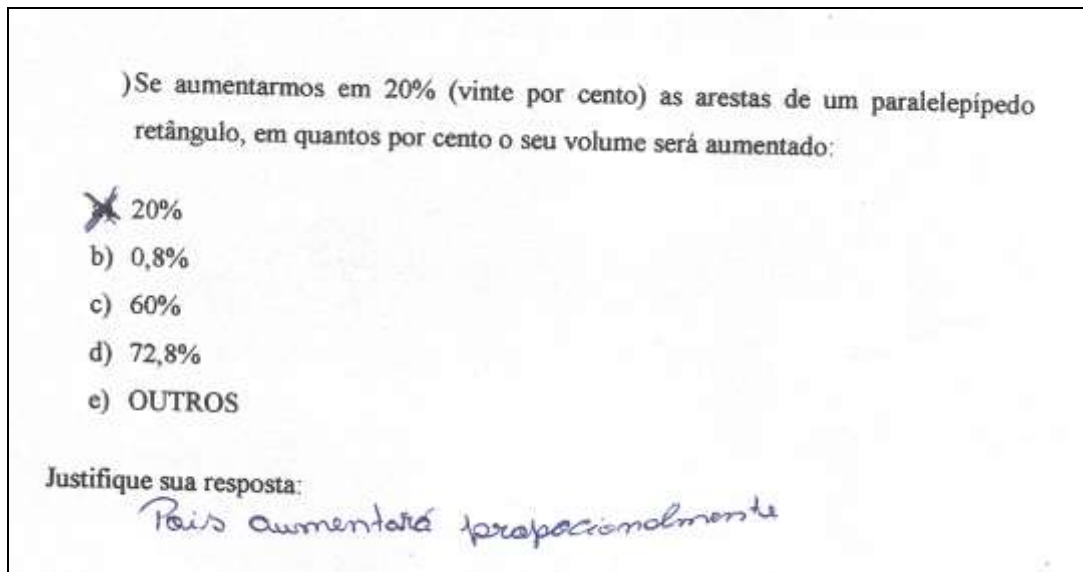 )Se aumentarmos em 20% (vinte por cento) as arestas de um paralelepípedo
retângulo, em quantos por cento o seu volume será aumentado:
20%
b) 0,8%
c) 60%
d) 72,8%
e) OUTROS
Justifique sua resposta:
Pois aumentará propocionalmente